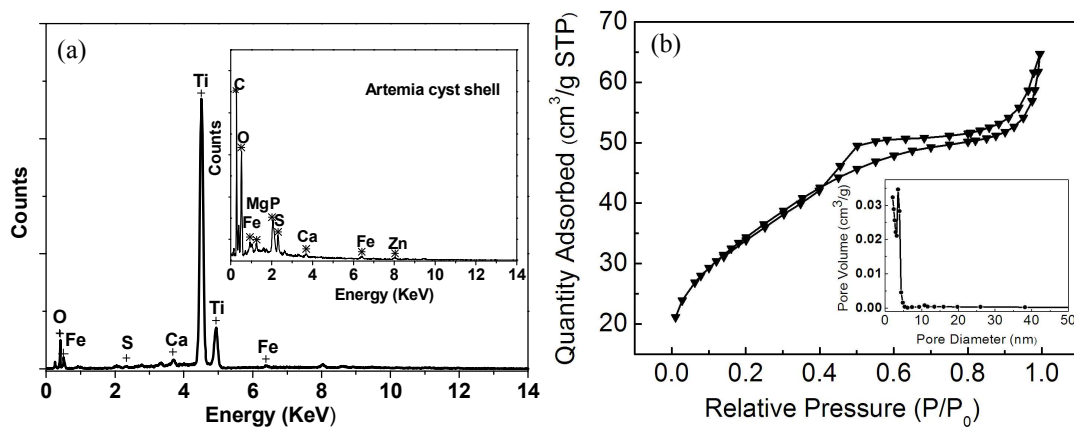 (a)
Counts
Ti
Ti
O
Fe
S
Ca
Fe
0 2 4 6 8 10 12 14
Energy (KeV)
Artemia cyst shell
Counts
C
O
MgP
Fe
S
Ca
Fe
Zn
0 2 4 6 8 10 12 14
Energy (KeV)
(b)
Quantity Adsorbed (cm³/g STP)
70
60
50
40
30
20
0.0 0.2 0.4 0.6 0.8 1.0
Relative Pressure (P/P₀)
Pore Volume (cm³/g)
0.03
0.02
0.01
0.00
0 10 20 30 40 50
Pore Diameter (nm)